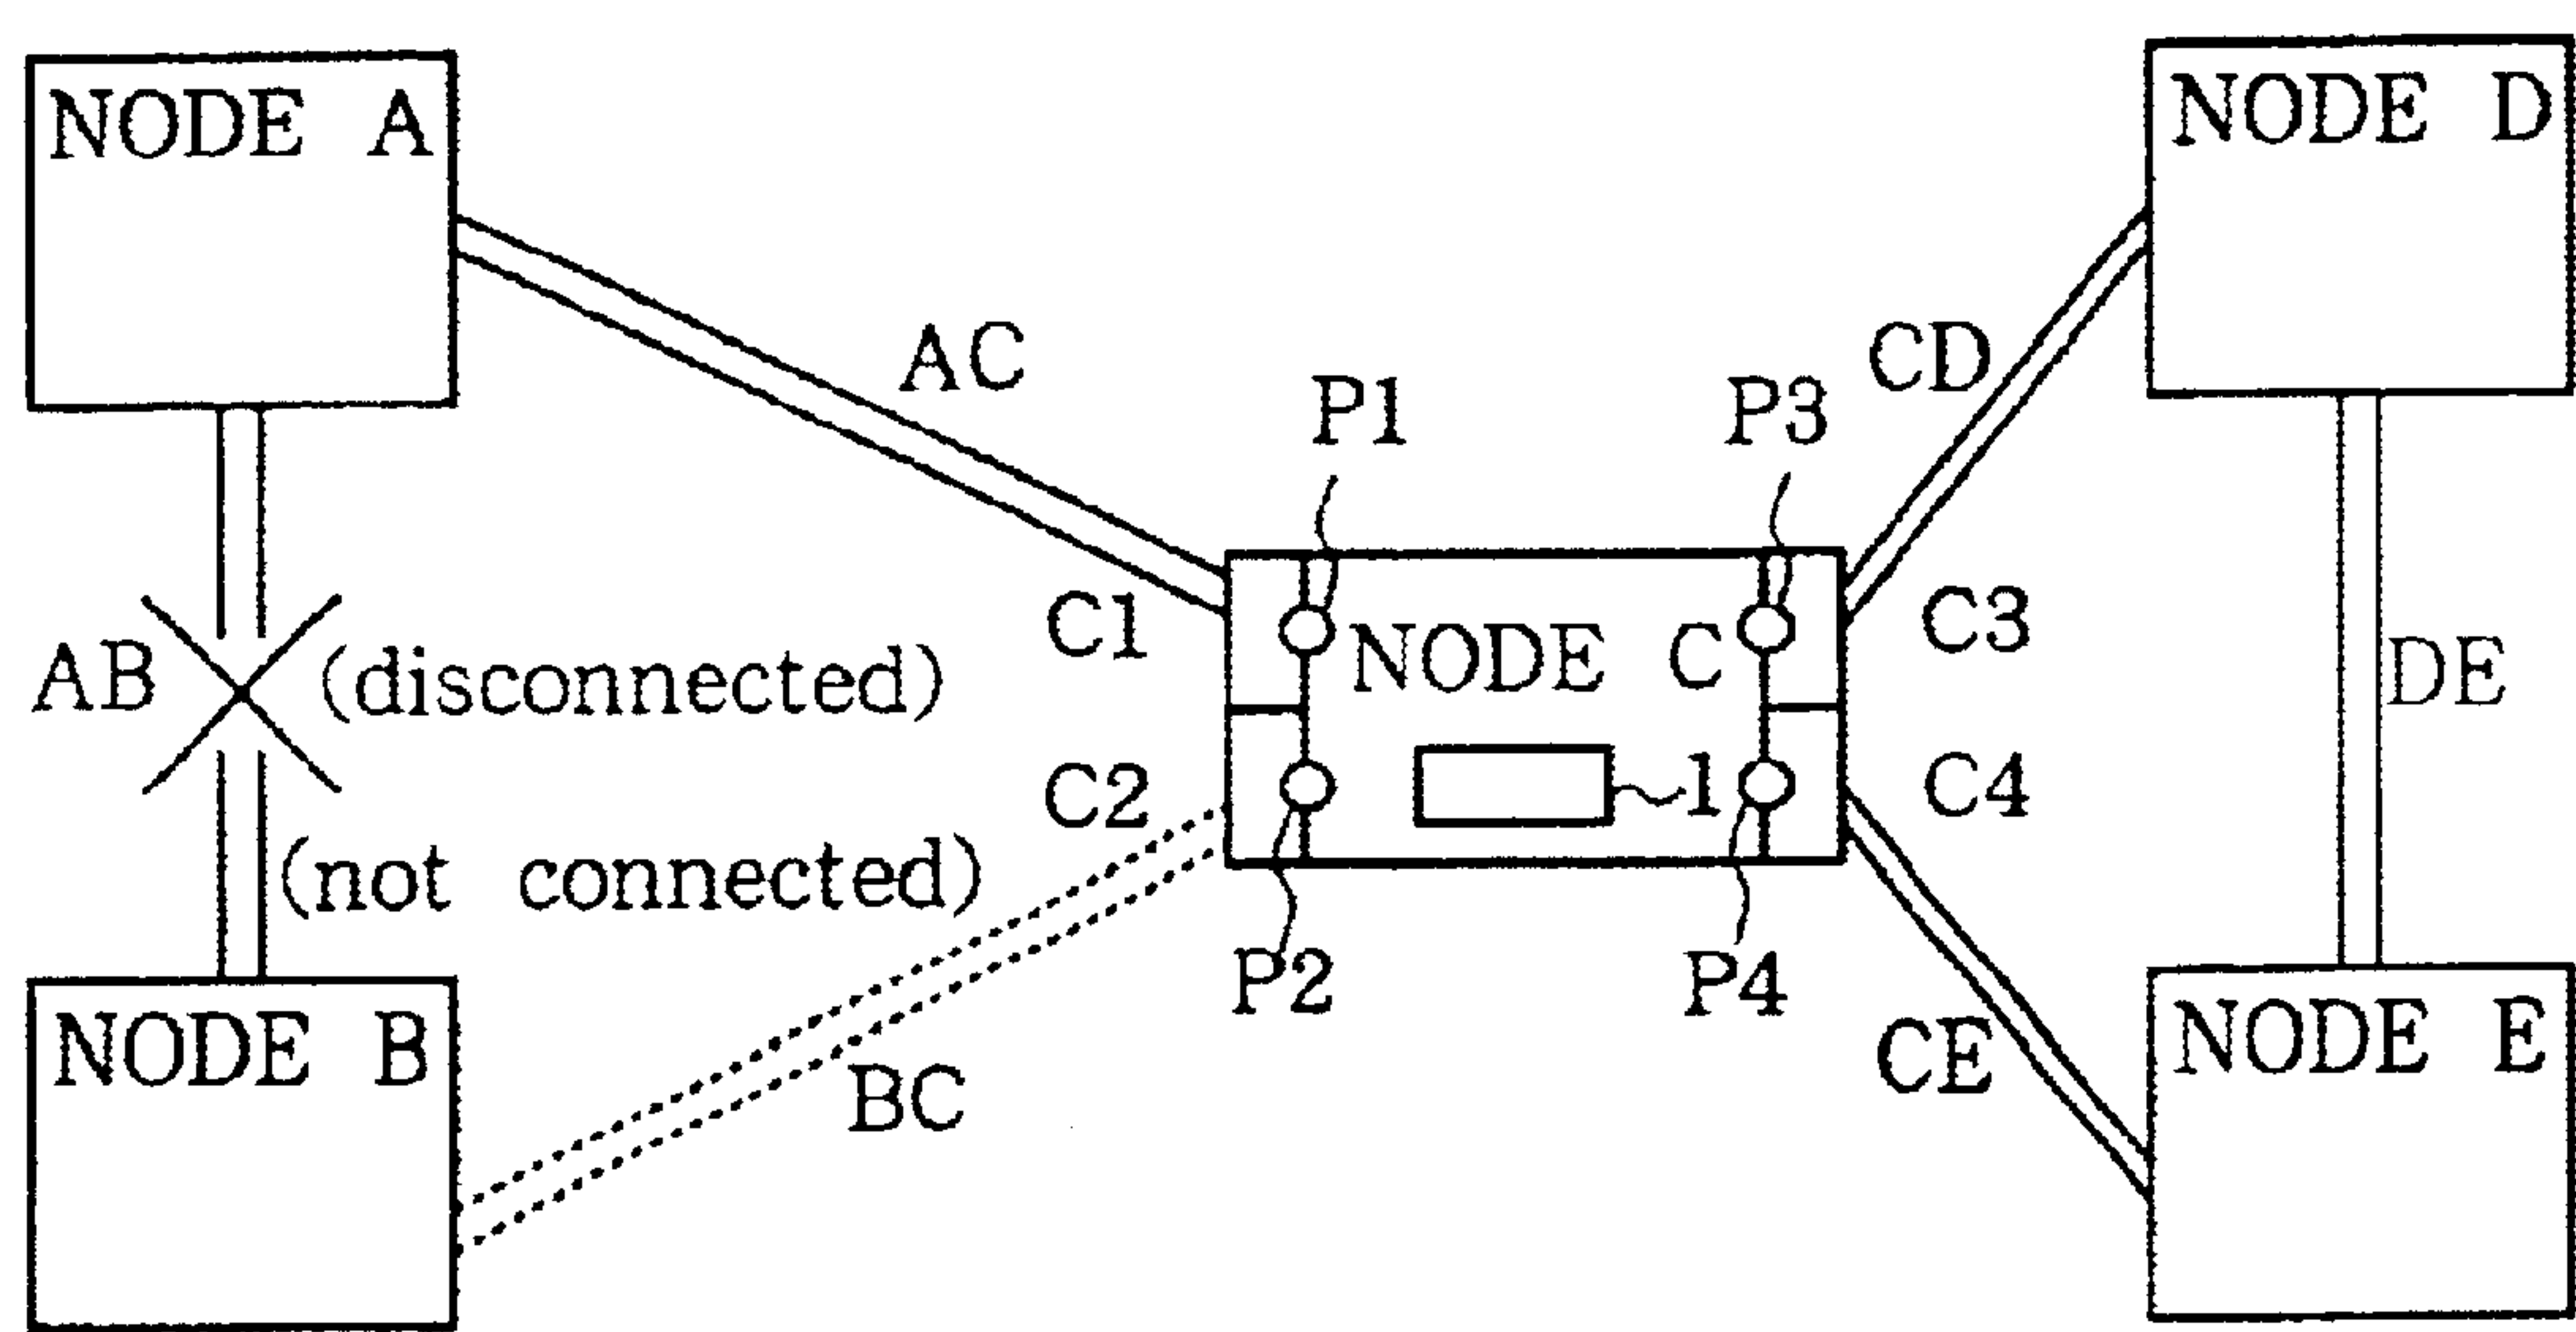 NODE A
NODE D
AC
CD
P1
P3
C1
NODE C
C3
AB
(disconnected)
DE
C2
1
C4
(not connected)
P2
P4
NODE B
BC
CE
NODE E